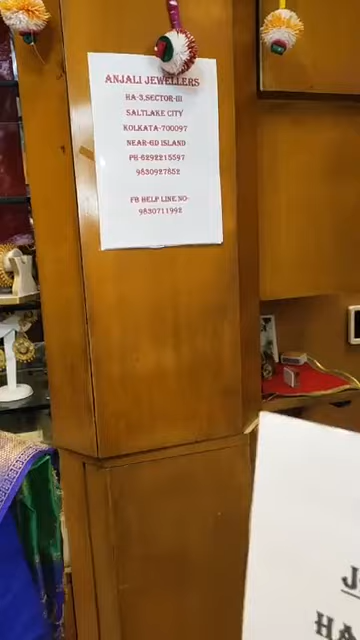 ANJALI JEWELLERS
HA-3,SECTOR-III
SALTLAKE CITY
KOLKATA-700097
NEAR-GD ISLAND
PH-6292215597
9830927852
FB HELP LINE NO-
9830711992
HA